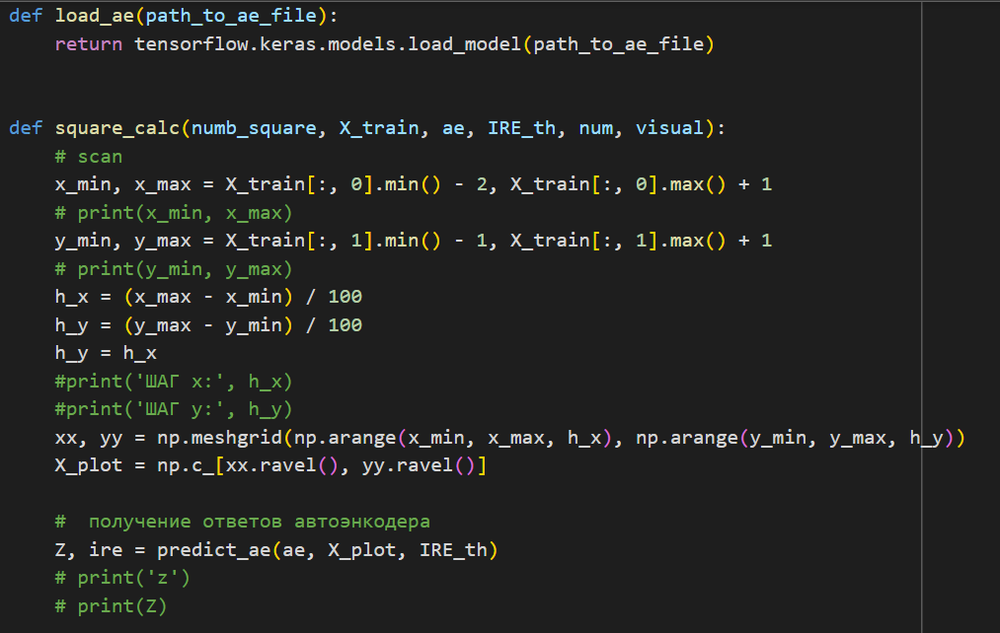 def load_ae(path_to_ae_file):
    return tensorflow.keras.models.load_model(path_to_ae_file)
def square_calc(numb_square, X_train, ae, IRE_th, num, visual):
    # scan
    x_min, x_max = X_train[:, 0].min() - 2, X_train[:, 0].max() + 1
    # print(x_min, x_max)
    y_min, y_max = X_train[:, 1].min() - 1, X_train[:, 1].max() + 1
    # print(y_min, y_max)
    h_x = (x_max - x_min) / 100
    h_y = (y_max - y_min) / 100
    h_y = h_x
    #print('ШАГ x:', h_x)
    #print('ШАГ y:', h_y)
    xx, yy = np.meshgrid(np.arange(x_min, x_max, h_x), np.arange(y_min, y_max, h_y))
    X_plot = np.c_[xx.ravel(), yy.ravel()]
    #  получение ответов автоэнкодера
    Z, ire = predict_ae(ae, X_plot, IRE_th)
    # print('z')
    # print(Z)